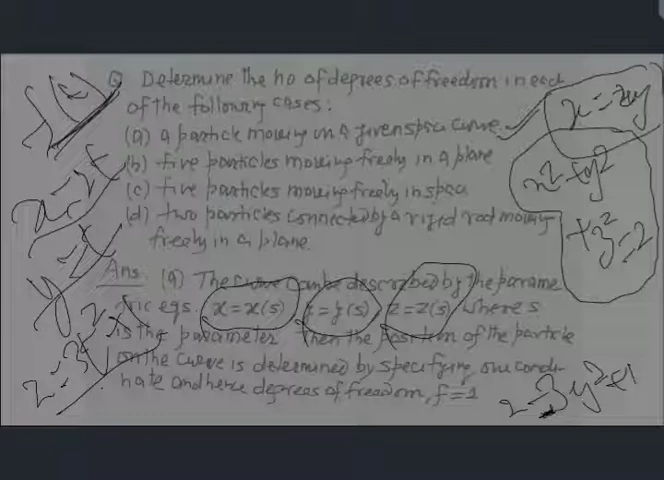 Q Determine the no of degrees of freedom in each
of the following cases:
(a) a particle moving on a given space curve
(b) five particles moving freely in a plane
(c) five particles moving freely in space
(d) two particles connected by a rigid rod moving
freely in a plane.
Ans (a) The curve can be described by the parame
tric eqs. x=x(s) y=y(s) z=z(s) where s
is the parameter. Then the position of the particle
on the curve is determined by specifying one coordi
nate and hence degrees of freedom, f=1
x²+y²
+z²=2